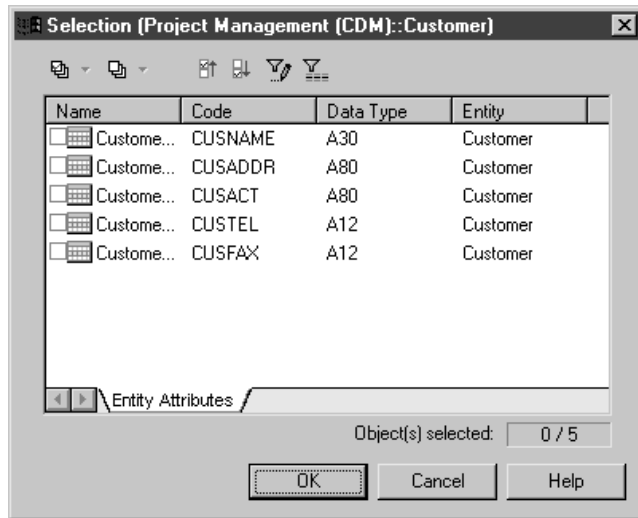 Selection (Project Management (CDM)::Customer)
Name Code Data Type Entity
Custome... CUSNAME A30 Customer
Custome... CUSADDR A80 Customer
Custome... CUSACT A80 Customer
Custome... CUSTEL A12 Customer
Custome... CUSFAX A12 Customer
Entity Attributes
Object(s) selected: 0 / 5
OK Cancel Help